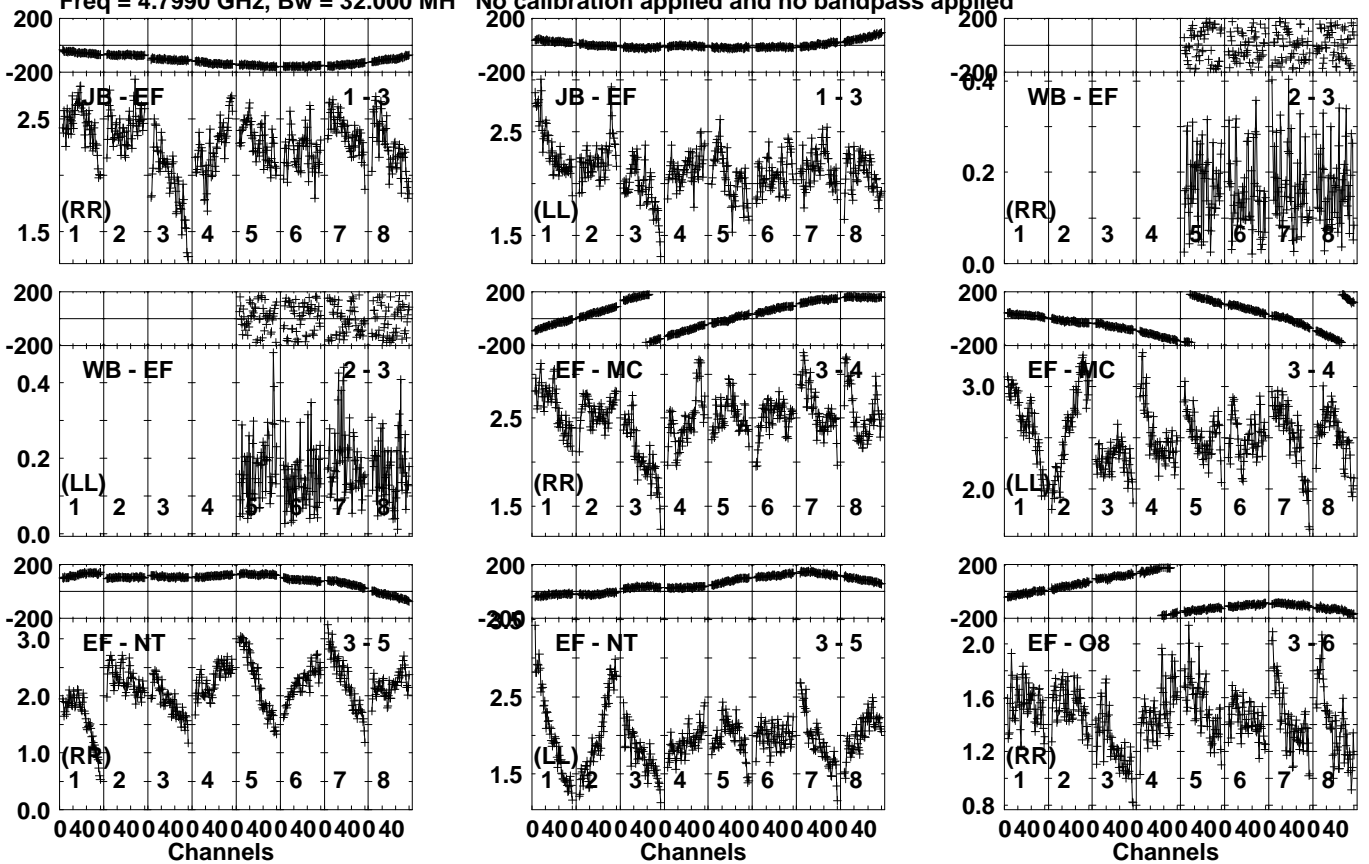 Freq = 4.7990 GHz, Bw = 32.000 MH No calibration applied and no bandpass applied
200 200 200
-200 -200 -200
JB - EF 1 - 3 JB - EF 1 - 3 WB - EF 2 - 3
0.4
2.5 2.5
0.2
(RR) (LL) (RR)
1.5 1 2 3 4 5 6 7 8 1.5 1 2 3 4 5 6 7 8 1 2 3 4 5 6 7 8
0.0
200 200 200
-200 -200 -200
WB - EF 2 - 3 EF - MC 3 - 4 EF - MC 3 - 4
0.4 2.5 3.0
0.2
(LL) (RR) (LL)
2.0
1 2 3 4 5 6 7 8 1.5 1 2 3 4 5 6 7 8 1 2 3 4 5 6 7 8
0.0
200 200 200
-200 -200 -200
3.5
3.0 EF - NT 3 - 5 EF - NT 3 - 5 2.0 EF - O8 3 - 6
2.0 2.5 1.6
1.0 (RR) (LL) 1.2 (RR)
1 2 3 4 5 6 7 8 1.5 1 2 3 4 5 6 7 8 1 2 3 4 5 6 7 8
0.0 0.8
0 40 0 40 0 40 0 40 0 40 0 40 0 40 0 40 0 40 0 40 0 40 0 40 0 40 0 40 0 40 0 40 0 40 0 40 0 40 0 40 0 40 0 40 0 40 0 40
Channels Channels Channels